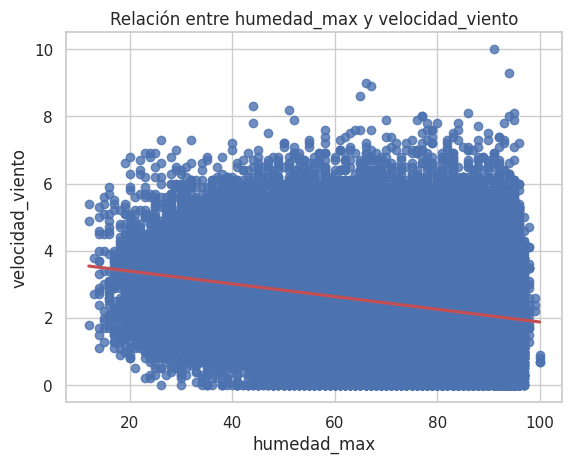 Relación entre humedad_max y velocidad_viento
velocidad_viento
10
8
6
4
2
0
20 40 60 80 100
humedad_max